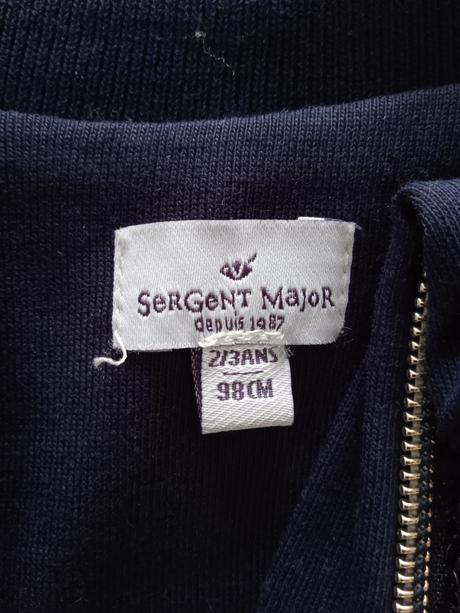 SeRGeNT MajoR
depuis 1987
2/3ANS
98CM